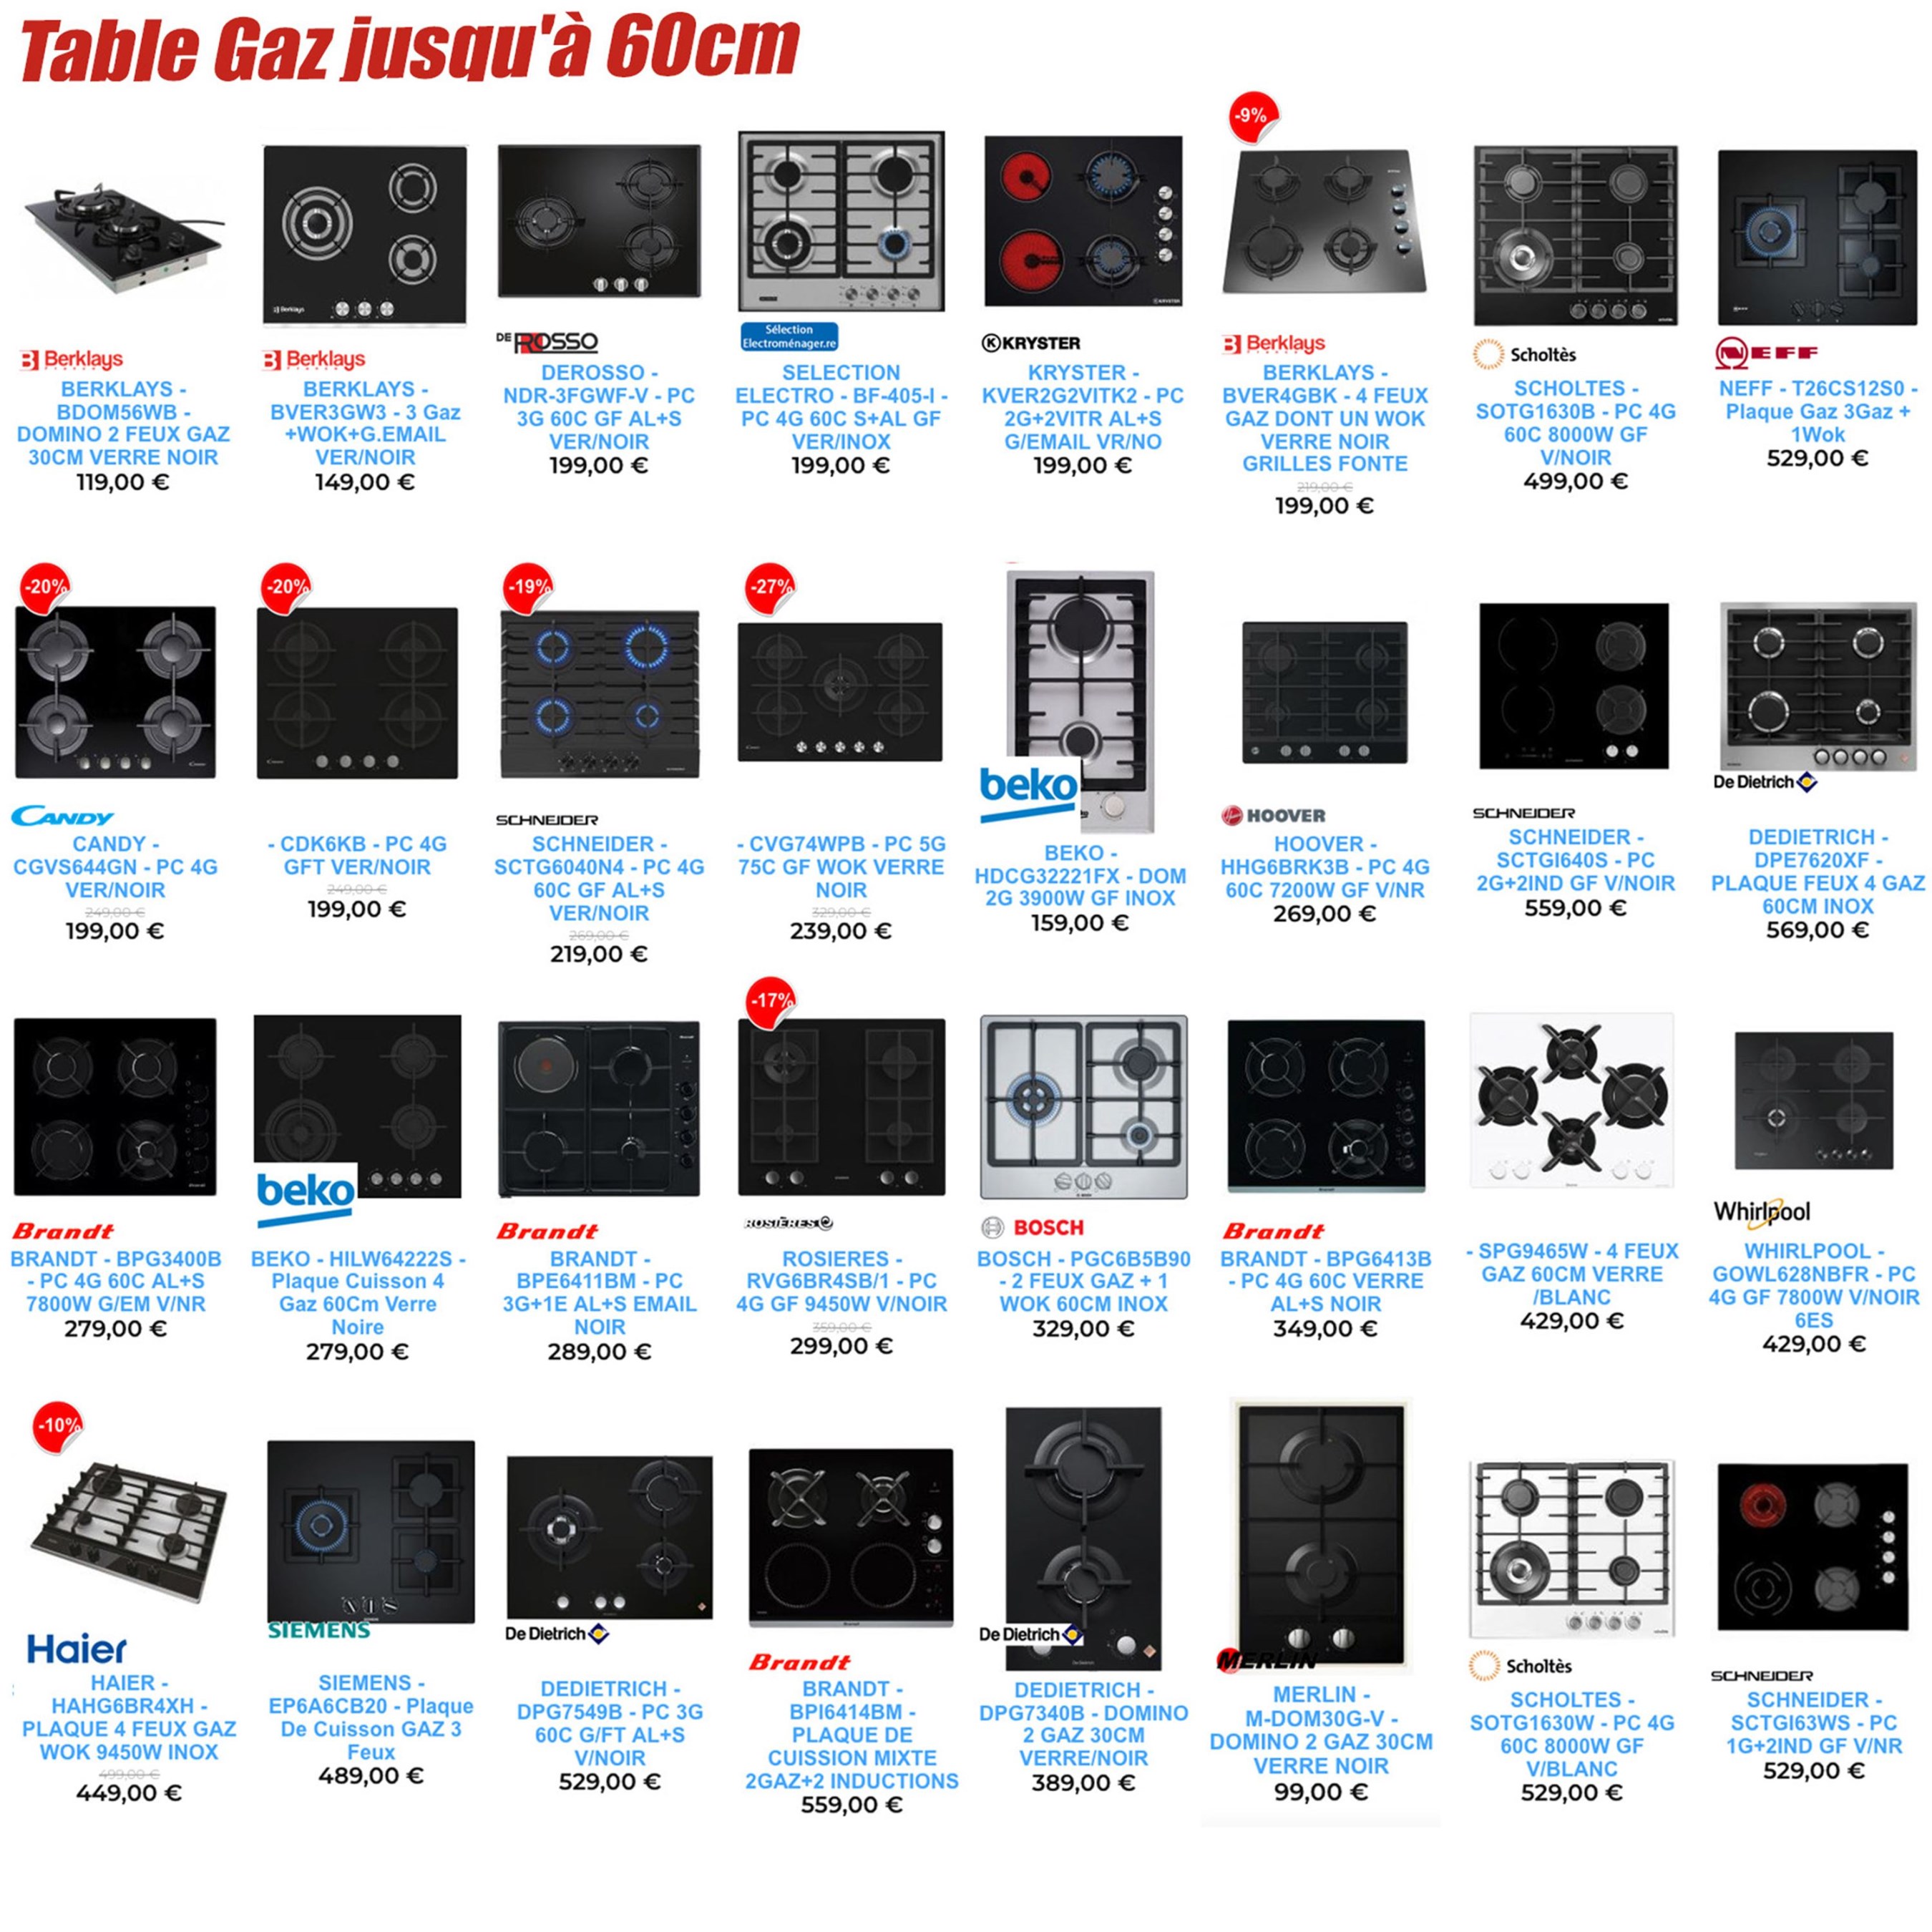 Table Gaz jusqu'à 60cm
-9%
Berklays
BERKLAYS -
BDOM56WB -
DOMINO 2 FEUX GAZ
30CM VERRE NOIR
119,00 €
Berklays
Berklays
BERKLAYS -
BVER3GW3 - 3 Gaz
+WOK+G.EMAIL
VER/NOIR
149,00 €
DE ROSSO
DEROSSO -
NDR-3FGWF-V - PC
3G 60C GF AL+S
VER/NOIR
199,00 €
Sélection
Electroménager.re
SELECTION
ELECTRO - BF-405-I -
PC 4G 60C S+AL GF
VER/INOX
199,00 €
KRYSTER
K KRYSTER
KRYSTER -
KVER2G2VITK2 - PC
2G+2VITR AL+S
G/EMAIL VR/NO
199,00 €
Berklays
BERKLAYS -
BVER4GBK - 4 FEUX
GAZ DONT UN WOK
VERRE NOIR
GRILLES FONTE
219,00 €
199,00 €
Scholtès
SCHOLTES -
SOTG1630B - PC 4G
60C 8000W GF
V/NOIR
499,00 €
NEFF
NEFF - T26CS12S0 -
Plaque Gaz 3Gaz +
1Wok
529,00 €
-20%
CANDY
CANDY -
CGVS644GN - PC 4G
VER/NOIR
249,00 €
199,00 €
-20%
- CDK6KB - PC 4G
GFT VER/NOIR
249,00 €
199,00 €
-19%
SCHNEIDER
SCHNEIDER -
SCTG6040N4 - PC 4G
60C GF AL+S
VER/NOIR
269,00 €
219,00 €
-27%
- CVG74WPB - PC 5G
75C GF WOK VERRE
NOIR
329,00 €
239,00 €
beko
BEKO -
HDCG32221FX - DOM
2G 3900W GF INOX
159,00 €
HOOVER
HOOVER -
HHG6BRK3B - PC 4G
60C 7200W GF V/NR
269,00 €
SCHNEIDER
SCHNEIDER -
SCTGI640S - PC
2G+2IND GF V/NOIR
559,00 €
De Dietrich
DEDIETRICH -
DPE7620XF -
PLAQUE FEUX 4 GAZ
60CM INOX
569,00 €
Brandt
BRANDT - BPG3400B
- PC 4G 60C AL+S
7800W G/EM V/NR
279,00 €
beko
BEKO - HILW64222S -
Plaque Cuisson 4
Gaz 60Cm Verre
Noire
279,00 €
Brandt
BRANDT -
BPE6411BM - PC
3G+1E AL+S EMAIL
NOIR
289,00 €
-17%
ROSIÈRES
ROSIERES -
RVG6BR4SB/1 - PC
4G GF 9450W V/NOIR
359,00 €
299,00 €
BOSCH
BOSCH - PGC6B5B90
- 2 FEUX GAZ + 1
WOK 60CM INOX
329,00 €
Brandt
BRANDT - BPG6413B
- PC 4G 60C VERRE
AL+S NOIR
349,00 €
- SPG9465W - 4 FEUX
GAZ 60CM VERRE
/BLANC
429,00 €
Whirlpool
WHIRLPOOL -
GOWL628NBFR - PC
4G GF 7800W V/NOIR
6ES
429,00 €
-10%
Haier
HAIER -
HAHG6BR4XH -
PLAQUE 4 FEUX GAZ
WOK 9450W INOX
499,00 €
449,00 €
SIEMENS
SIEMENS -
EP6A6CB20 - Plaque
De Cuisson GAZ 3
Feux
489,00 €
De Dietrich
DEDIETRICH -
DPG7549B - PC 3G
60C G/FT AL+S
V/NOIR
529,00 €
Brandt
BRANDT -
BPI6414BM -
PLAQUE DE
CUISSION MIXTE
2GAZ+2 INDUCTIONS
559,00 €
De Dietrich
DEDIETRICH -
DPG7340B - DOMINO
2 GAZ 30CM
VERRE/NOIR
389,00 €
MERLIN
MERLIN -
M-DOM30G-V -
DOMINO 2 GAZ 30CM
VERRE NOIR
99,00 €
Scholtès
SCHOLTES -
SOTG1630W - PC 4G
60C 8000W GF
V/BLANC
529,00 €
SCHNEIDER
SCHNEIDER -
SCTGI63WS - PC
1G+2IND GF V/NR
529,00 €